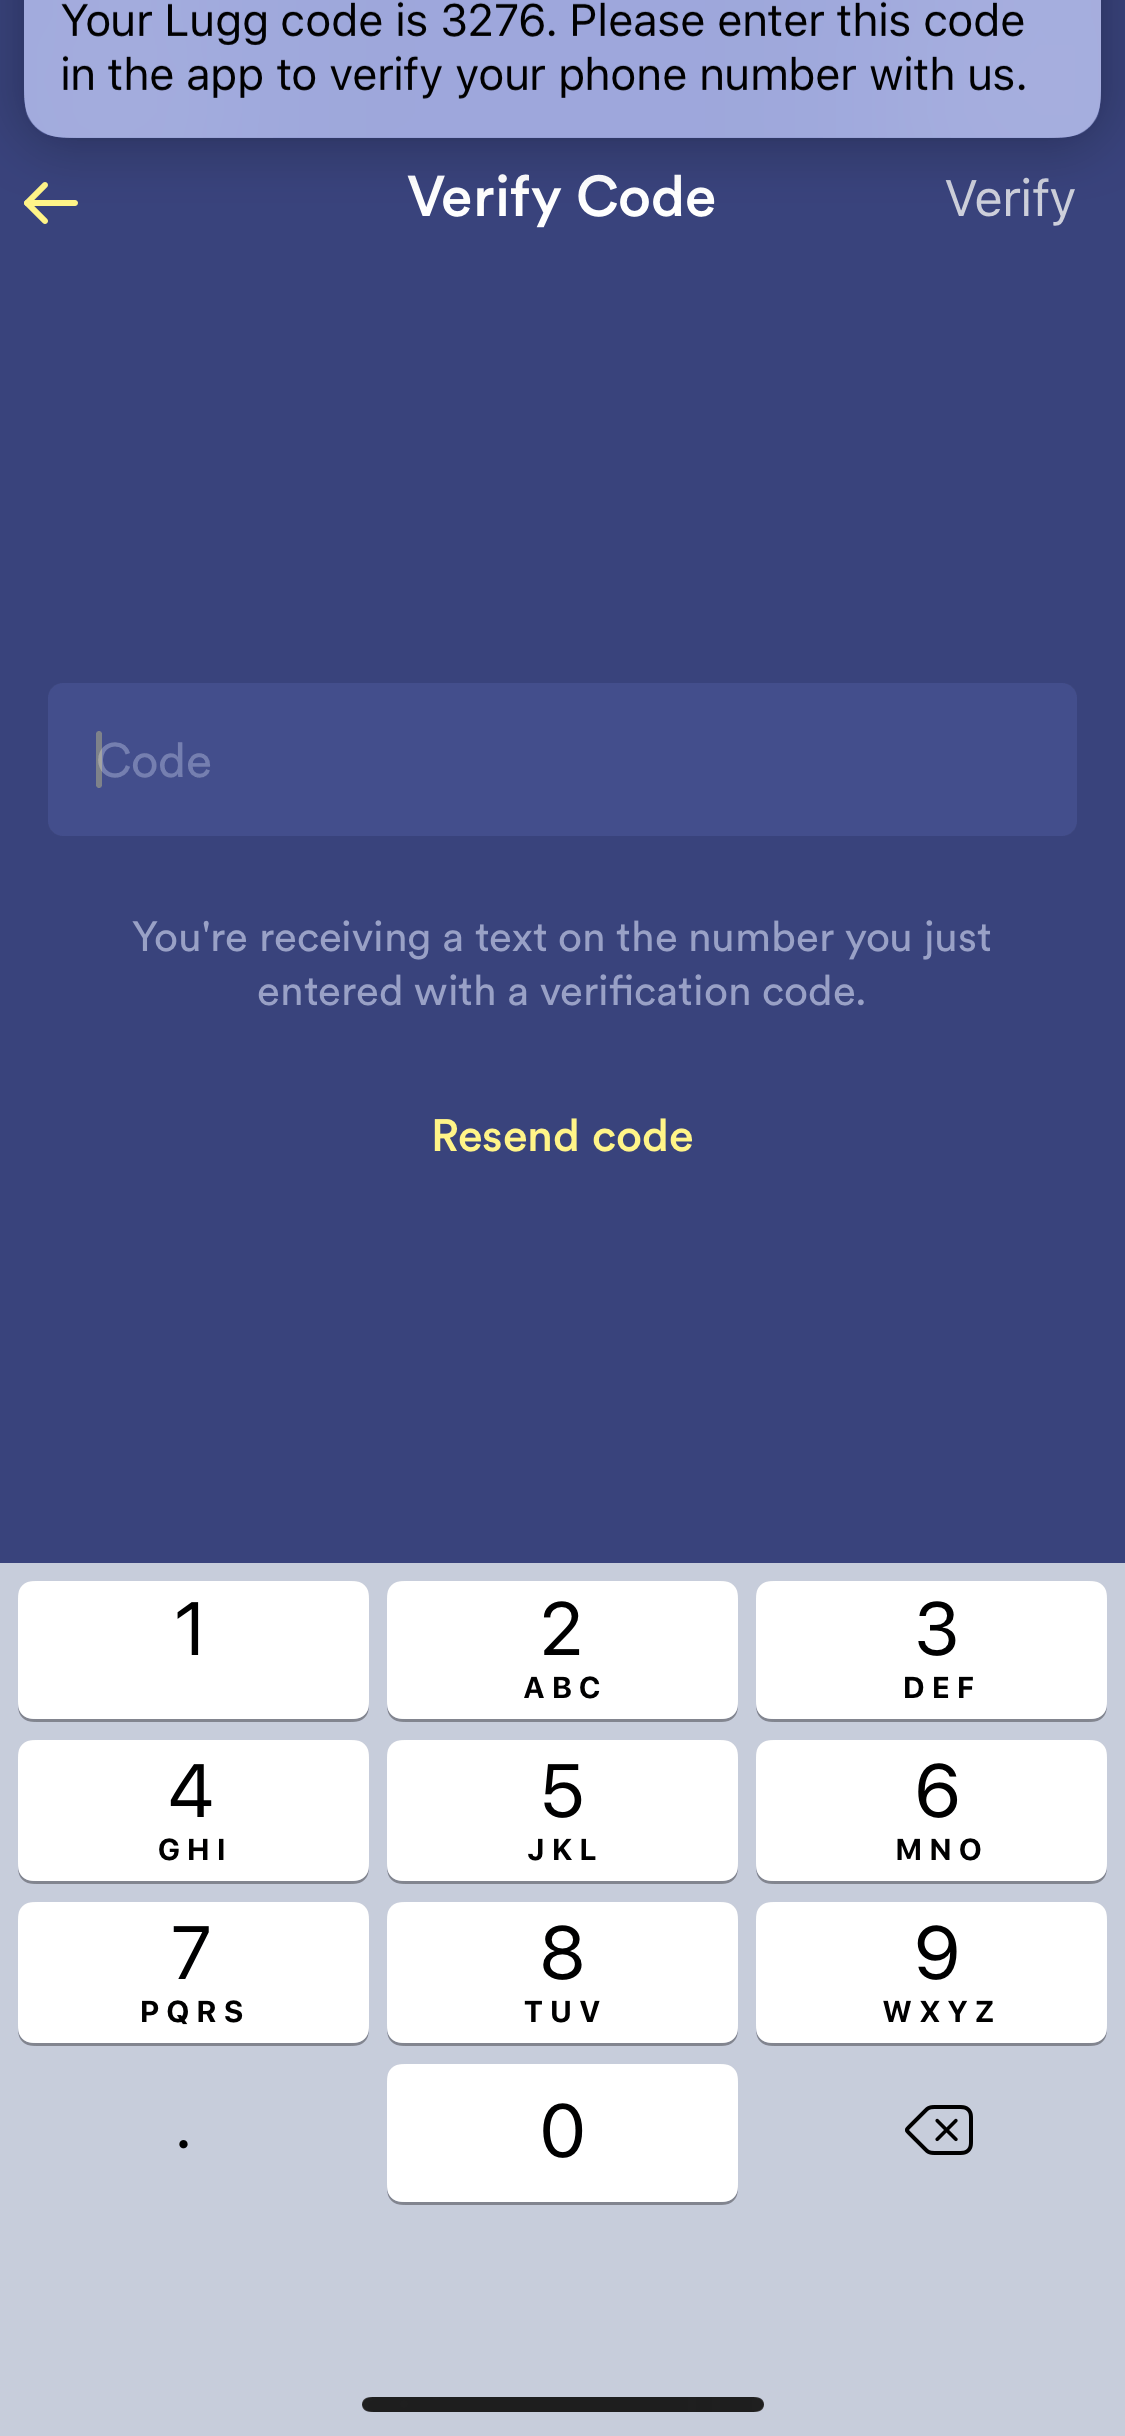 Your Lugg code is 3276. Please enter this code
in the app to verify your phone number with us.
Verify Code
Verify
Code
You're receiving a text on the number you just
entered with a verification code.
Resend code
1
2
ABC
3
DEF
4
GHI
5
JKL
6
MNO
7
PQRS
8
TUV
9
WXYZ
.
0